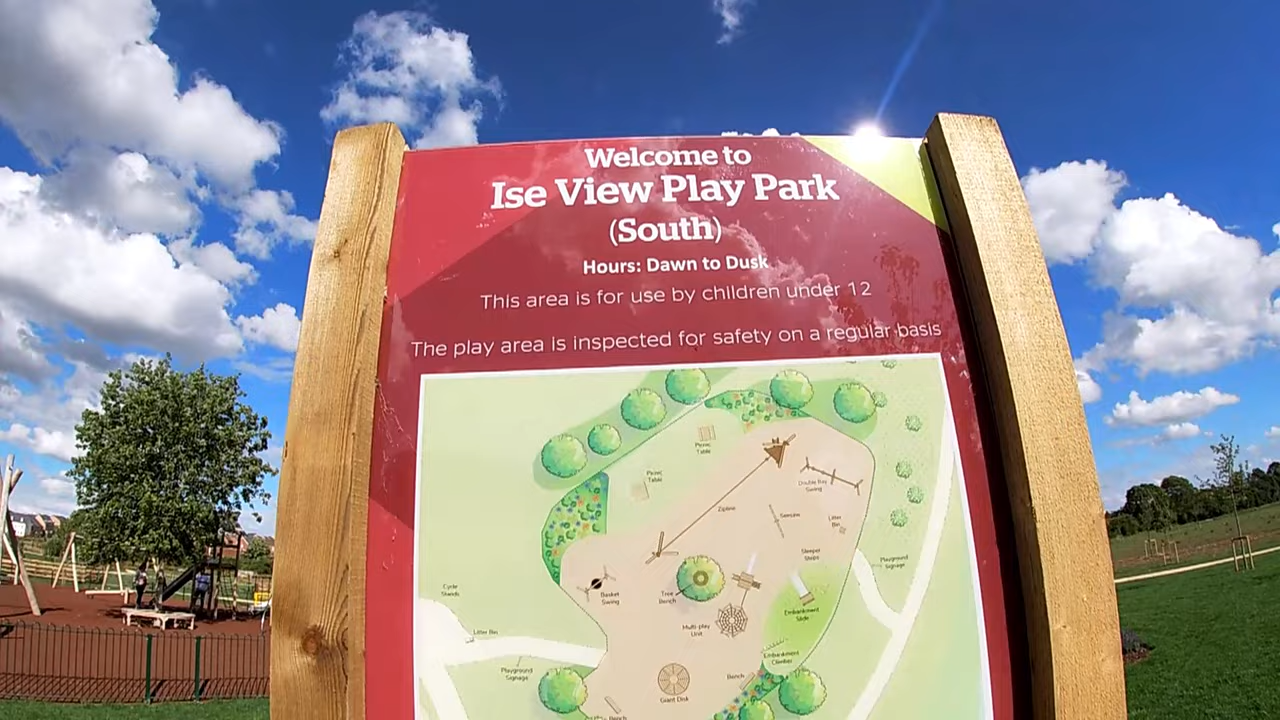 Welcome to
Ise View Play Park
(South)
Hours: Dawn to Dusk
This area is for use by children under 12
The play area is inspected for safety on a regular basis
Picnic
Table
Picnic
Table
Double Bay
Swing
Zipline
Seesaw
Litter
Bin
Sleeper
Steps
Playground
Signage
Cycle
Stands
Basket
Swing
Tree
Bench
Embankment
Slide
Multi-play
Unit
Litter Bin
Embankment
Climber
Playground
Signage
Bench
Giant Disk
Bench